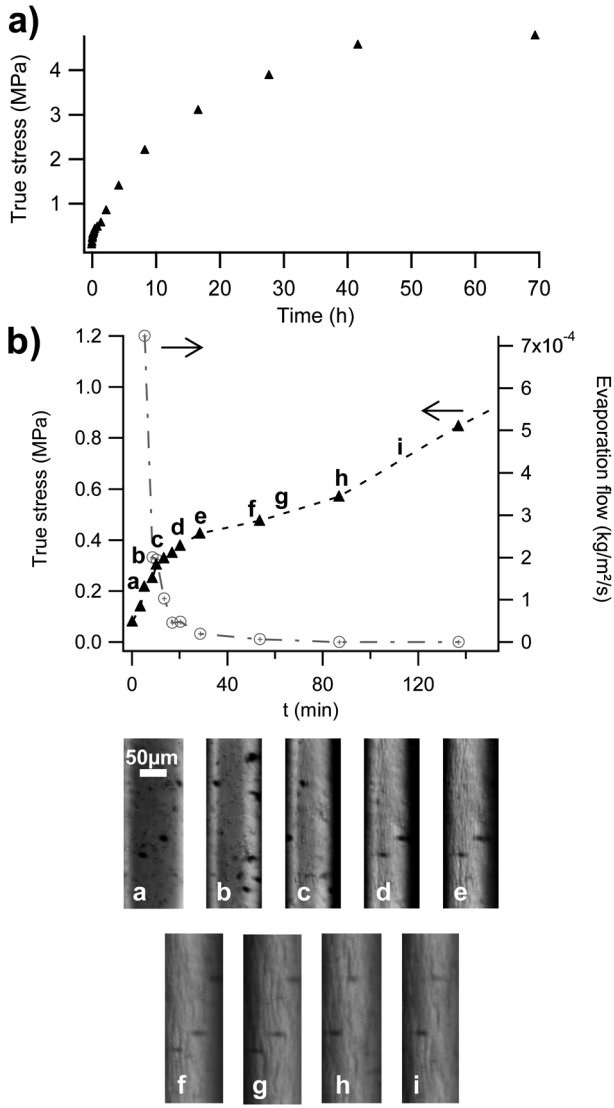 a)
True stress (MPa)
4
3
2
1
0 10 20 30 40 50 60 70
Time (h)
b)
True stress (MPa)
1.2
1.0
0.8
0.6
0.4
0.2
0.0
7x10-4
6
5
4
3
2
1
0
Evaporation flow (kg/m²/s)
a b c d e f g h i
0 40 80 120
t (min)
50µm
a b c d e
f g h i